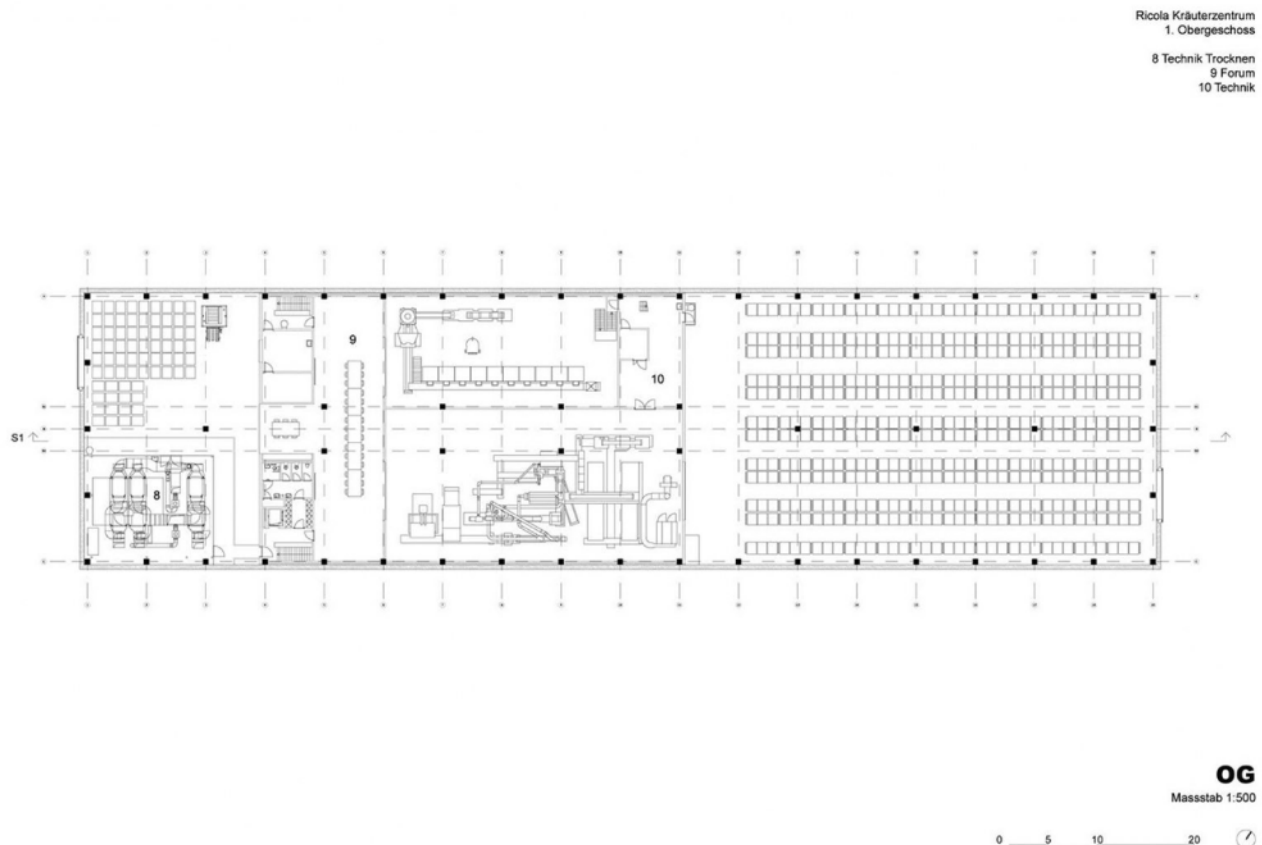 Ricola Kräuterzentrum
1. Obergeschoss
8 Technik Trocknen
9 Forum
10 Technik
9
10
S1
8
OG
Massstab 1:500
0 5 10 20